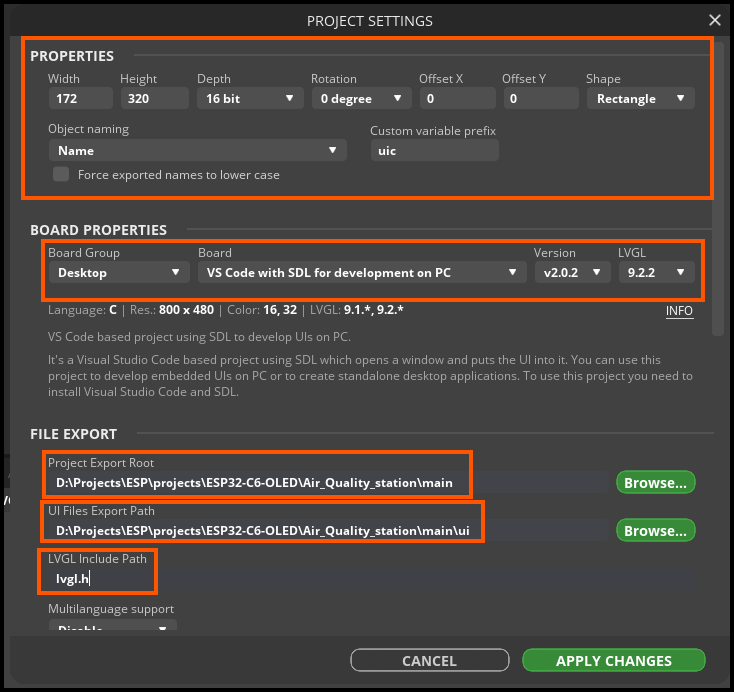 PROJECT SETTINGS
PROPERTIES
Width Height Depth Rotation Offset X Offset Y Shape
172 320 16 bit 0 degree 0 0 Rectangle
Object naming Custom variable prefix
Name uic
Force exported names to lower case
BOARD PROPERTIES
Board Group Board Version LVGL
Desktop VS Code with SDL for development on PC v2.0.2 9.2.2
Language: C | Res.: 800 x 480 | Color: 16, 32 | LVGL: 9.1.*, 9.2.* INFO
VS Code based project using SDL to develop UIs on PC.
It's a Visual Studio Code based project using SDL which opens a window and puts the UI into it. You can use this
project to develop embedded UIs on PC or to create standalone desktop applications. To use this project you need to
install Visual Studio Code and SDL.
FILE EXPORT
Project Export Root
D:\Projects\ESP\projects\ESP32-C6-OLED\Air_Quality_station\main Browse...
UI Files Export Path
D:\Projects\ESP\projects\ESP32-C6-OLED\Air_Quality_station\main\ui Browse...
LVGL Include Path
lvgl.h
Multilanguage support
Disable
CANCEL APPLY CHANGES